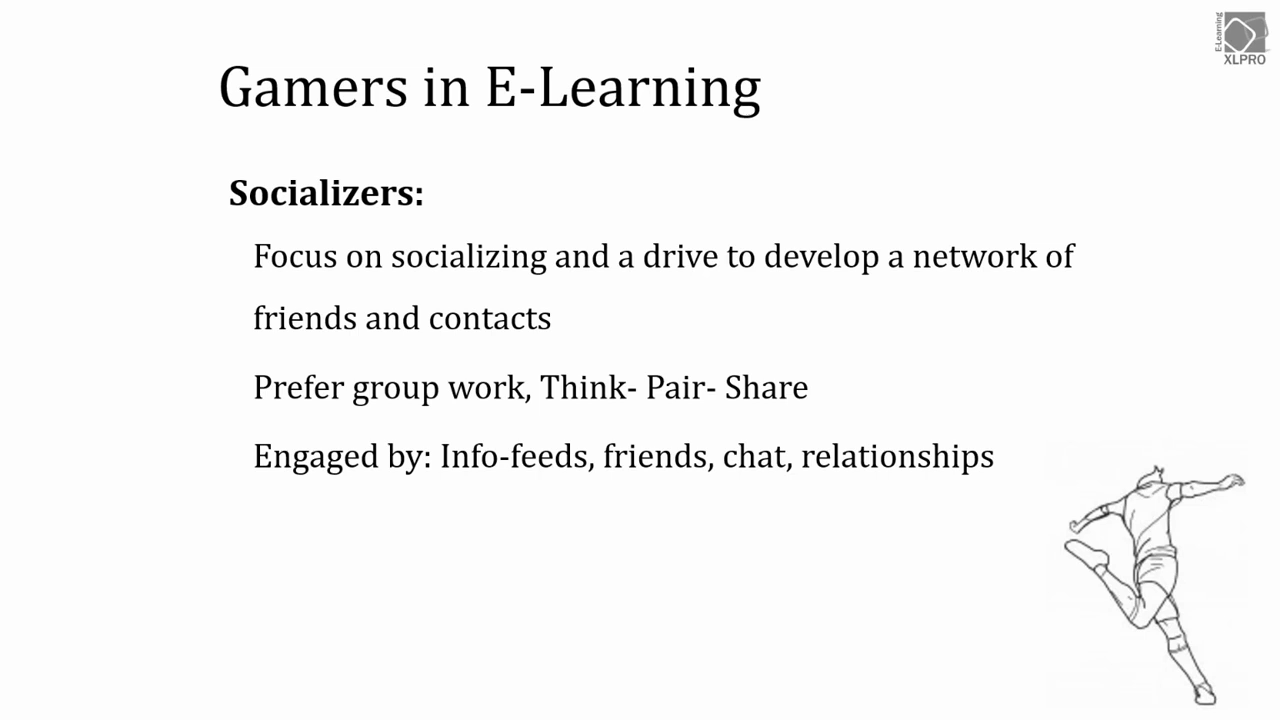 E-Learning
XLPRO
Gamers in E-Learning
Socializers:
Focus on socializing and a drive to develop a network of
friends and contacts
Prefer group work, Think- Pair- Share
Engaged by: Info-feeds, friends, chat, relationships